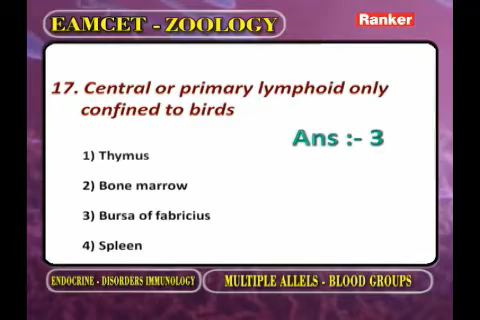 EAMCET - ZOOLOGY
Ranker
17. Central or primary lymphoid only
confined to birds
Ans :- 3
1) Thymus
2) Bone marrow
3) Bursa of fabricius
4) Spleen
ENDOCRINE - DISORDERS IMMUNOLOGY
MULTIPLE ALLELS - BLOOD GROUPS